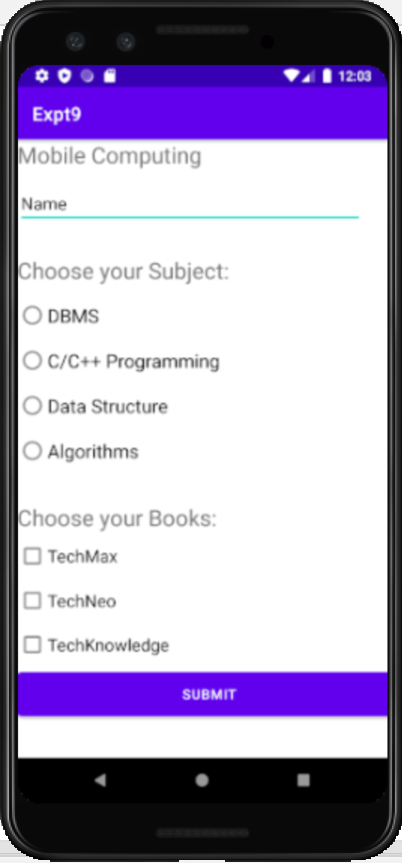 12:03
Expt9
Mobile Computing
Name
Choose your Subject:
DBMS
C/C++ Programming
Data Structure
Algorithms
Choose your Books:
TechMax
TechNeo
TechKnowledge
SUBMIT